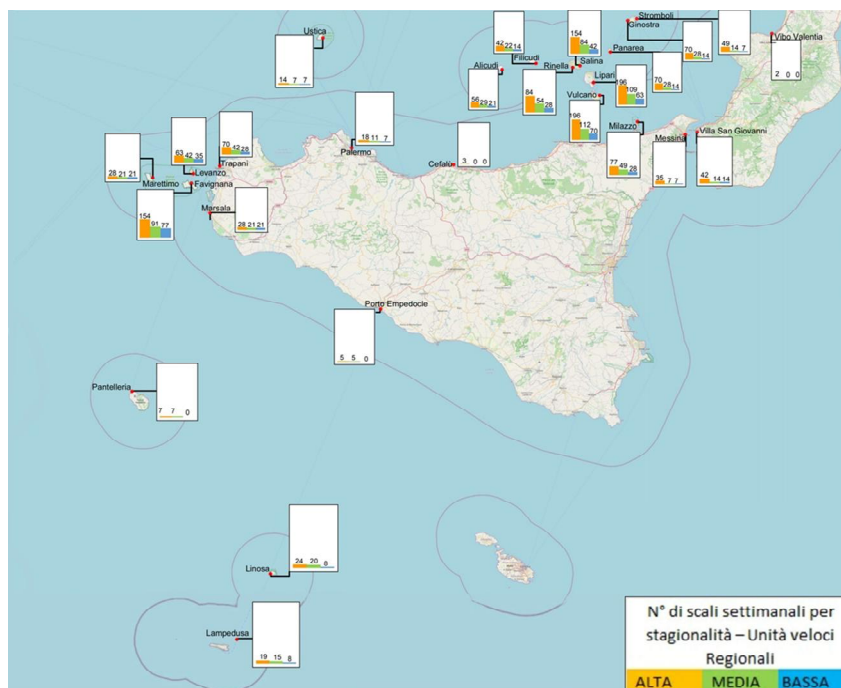 Stromboli
Ginostra
49 14 7
Vibo Valentia
2 0 0
Ustica
14 7 7
42 22 14
Filicudi
154
84
42
Salina
Panarea
70
28 14
70
28 14
Alicudi
56
29 21
Rinella
84
54
28
Lipari
196
109
63
Vulcano
196
112
70
Milazzo
77
49
28
Messina
35 7 7
Villa San Giovanni
42 14 14
63 42 35
70
42 28
Trapani
18 11 7
Palermo
Cefalù
3 0 0
28 21 21
Marettimo
Levanzo
Favignana
154
91
77
Marsala
28 21 21
Porto Empedocle
5 5 0
Pantelleria
7 7 0
24 20
Linosa
Lampedusa
19 15 8
N° di scali settimanali per
stagionalità – Unità veloci
Regionali
ALTA MEDIA BASSA